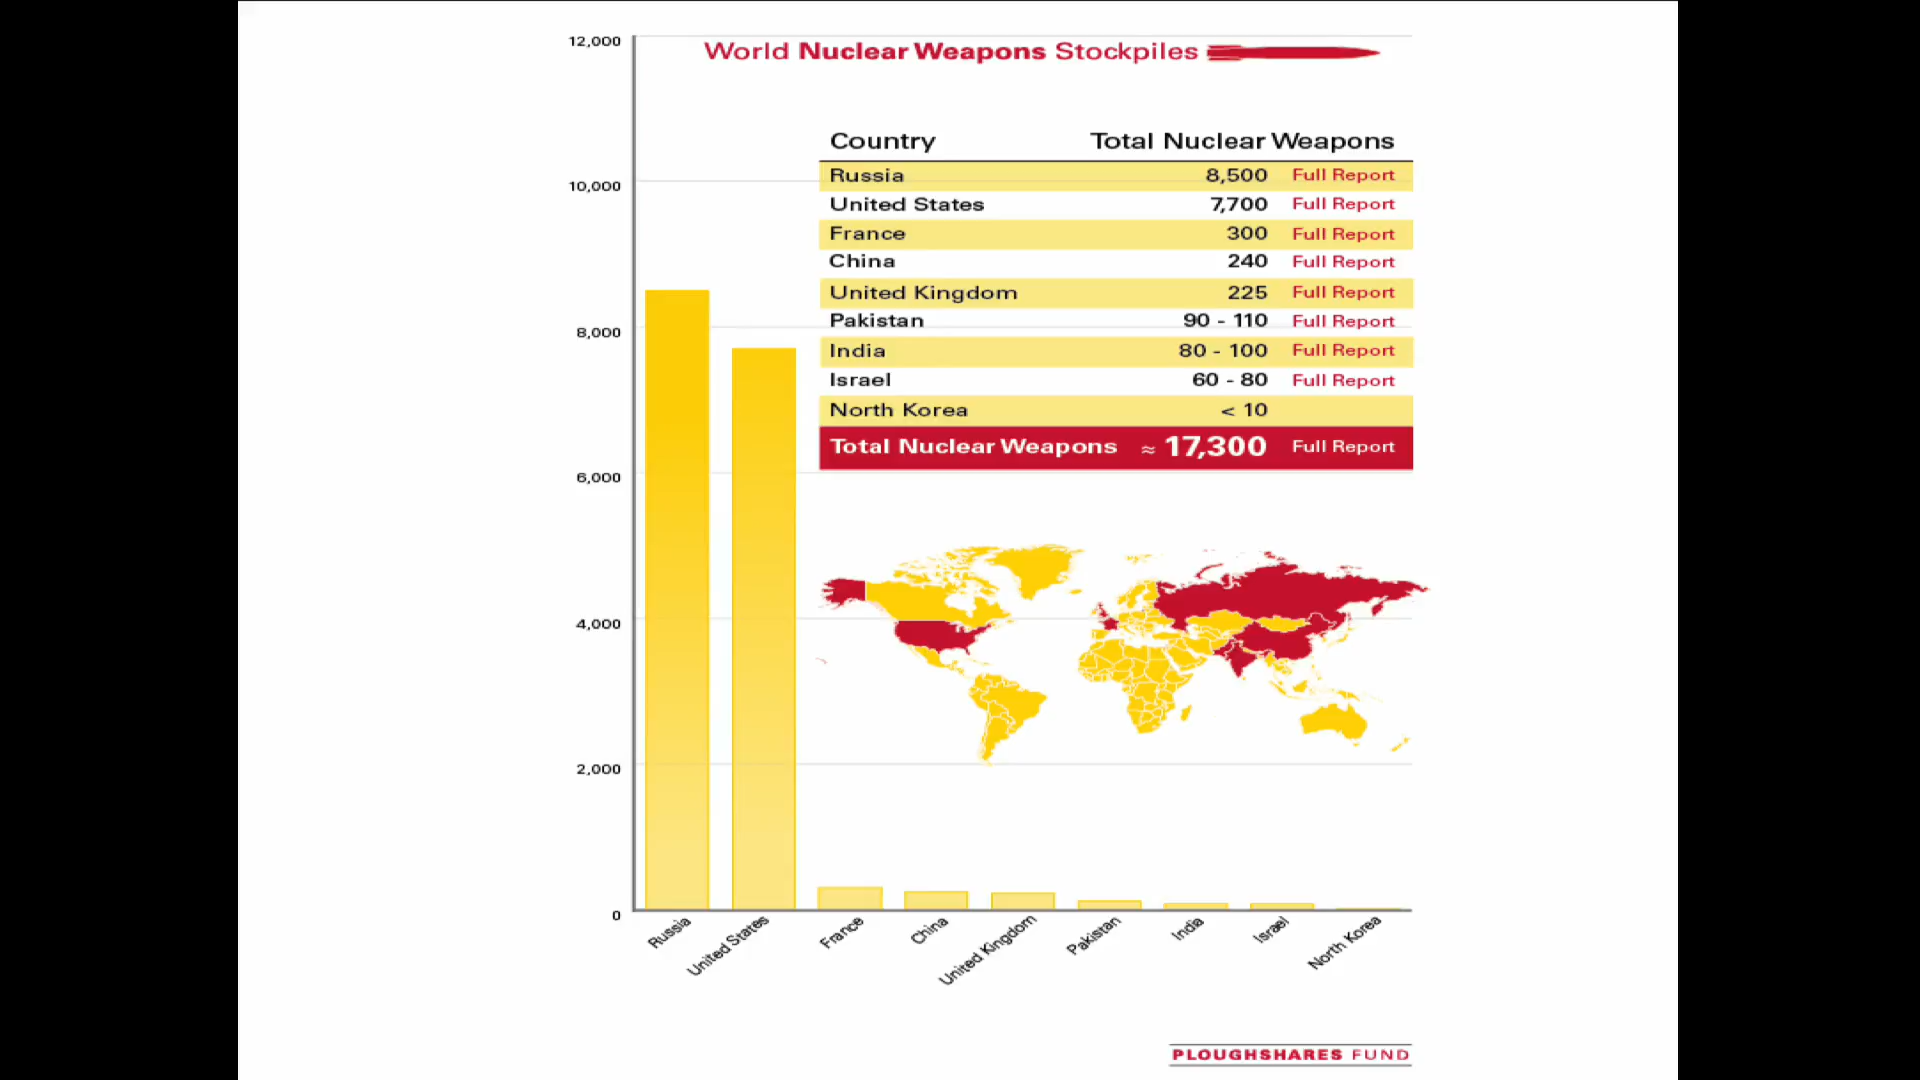 World Nuclear Weapons Stockpiles
12,000
10,000
8,000
6,000
4,000
2,000
0
Country Total Nuclear Weapons
Russia 8,500 Full Report
United States 7,700 Full Report
France 300 Full Report
China 240 Full Report
United Kingdom 225 Full Report
Pakistan 90 - 110 Full Report
India 80 - 100 Full Report
Israel 60 - 80 Full Report
North Korea < 10
Total Nuclear Weapons ≈ 17,300 Full Report
Russia
United States
France
China
United Kingdom
Pakistan
India
Israel
North Korea
PLOUGHSHARES FUND